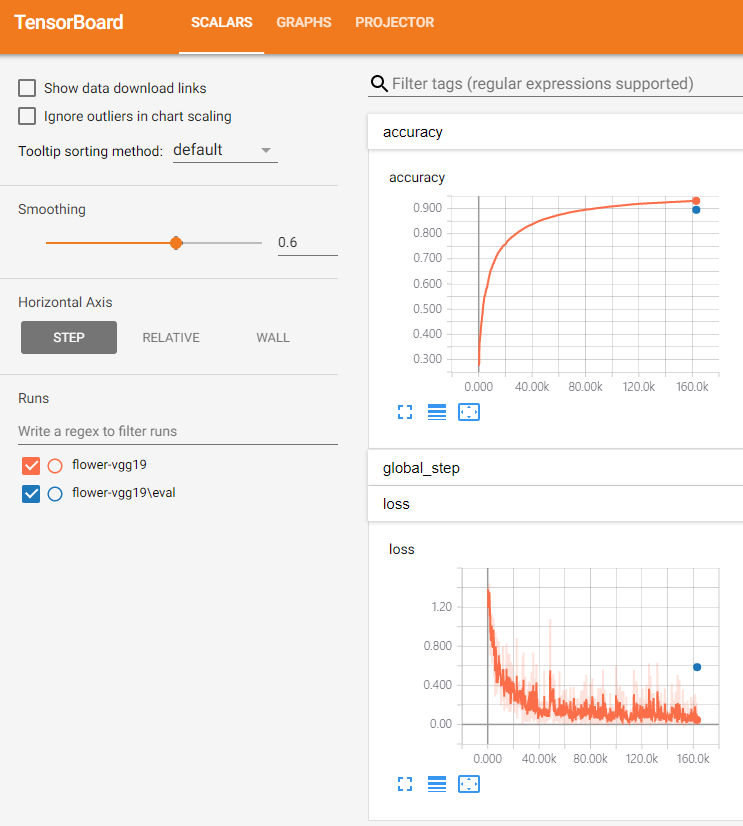 TensorBoard SCALARS GRAPHS PROJECTOR
Show data download links
Ignore outliers in chart scaling
Tooltip sorting method: default
Smoothing
0.6
Horizontal Axis
STEP RELATIVE WALL
Runs
Write a regex to filter runs
flower-vgg19
flower-vgg19\eval
Filter tags (regular expressions supported)
accuracy
accuracy
0.900
0.800
0.700
0.600
0.500
0.400
0.300
0.000 40.00k 80.00k 120.0k 160.0k
global_step
loss
loss
1.20
0.800
0.400
0.00
0.000 40.00k 80.00k 120.0k 160.0k